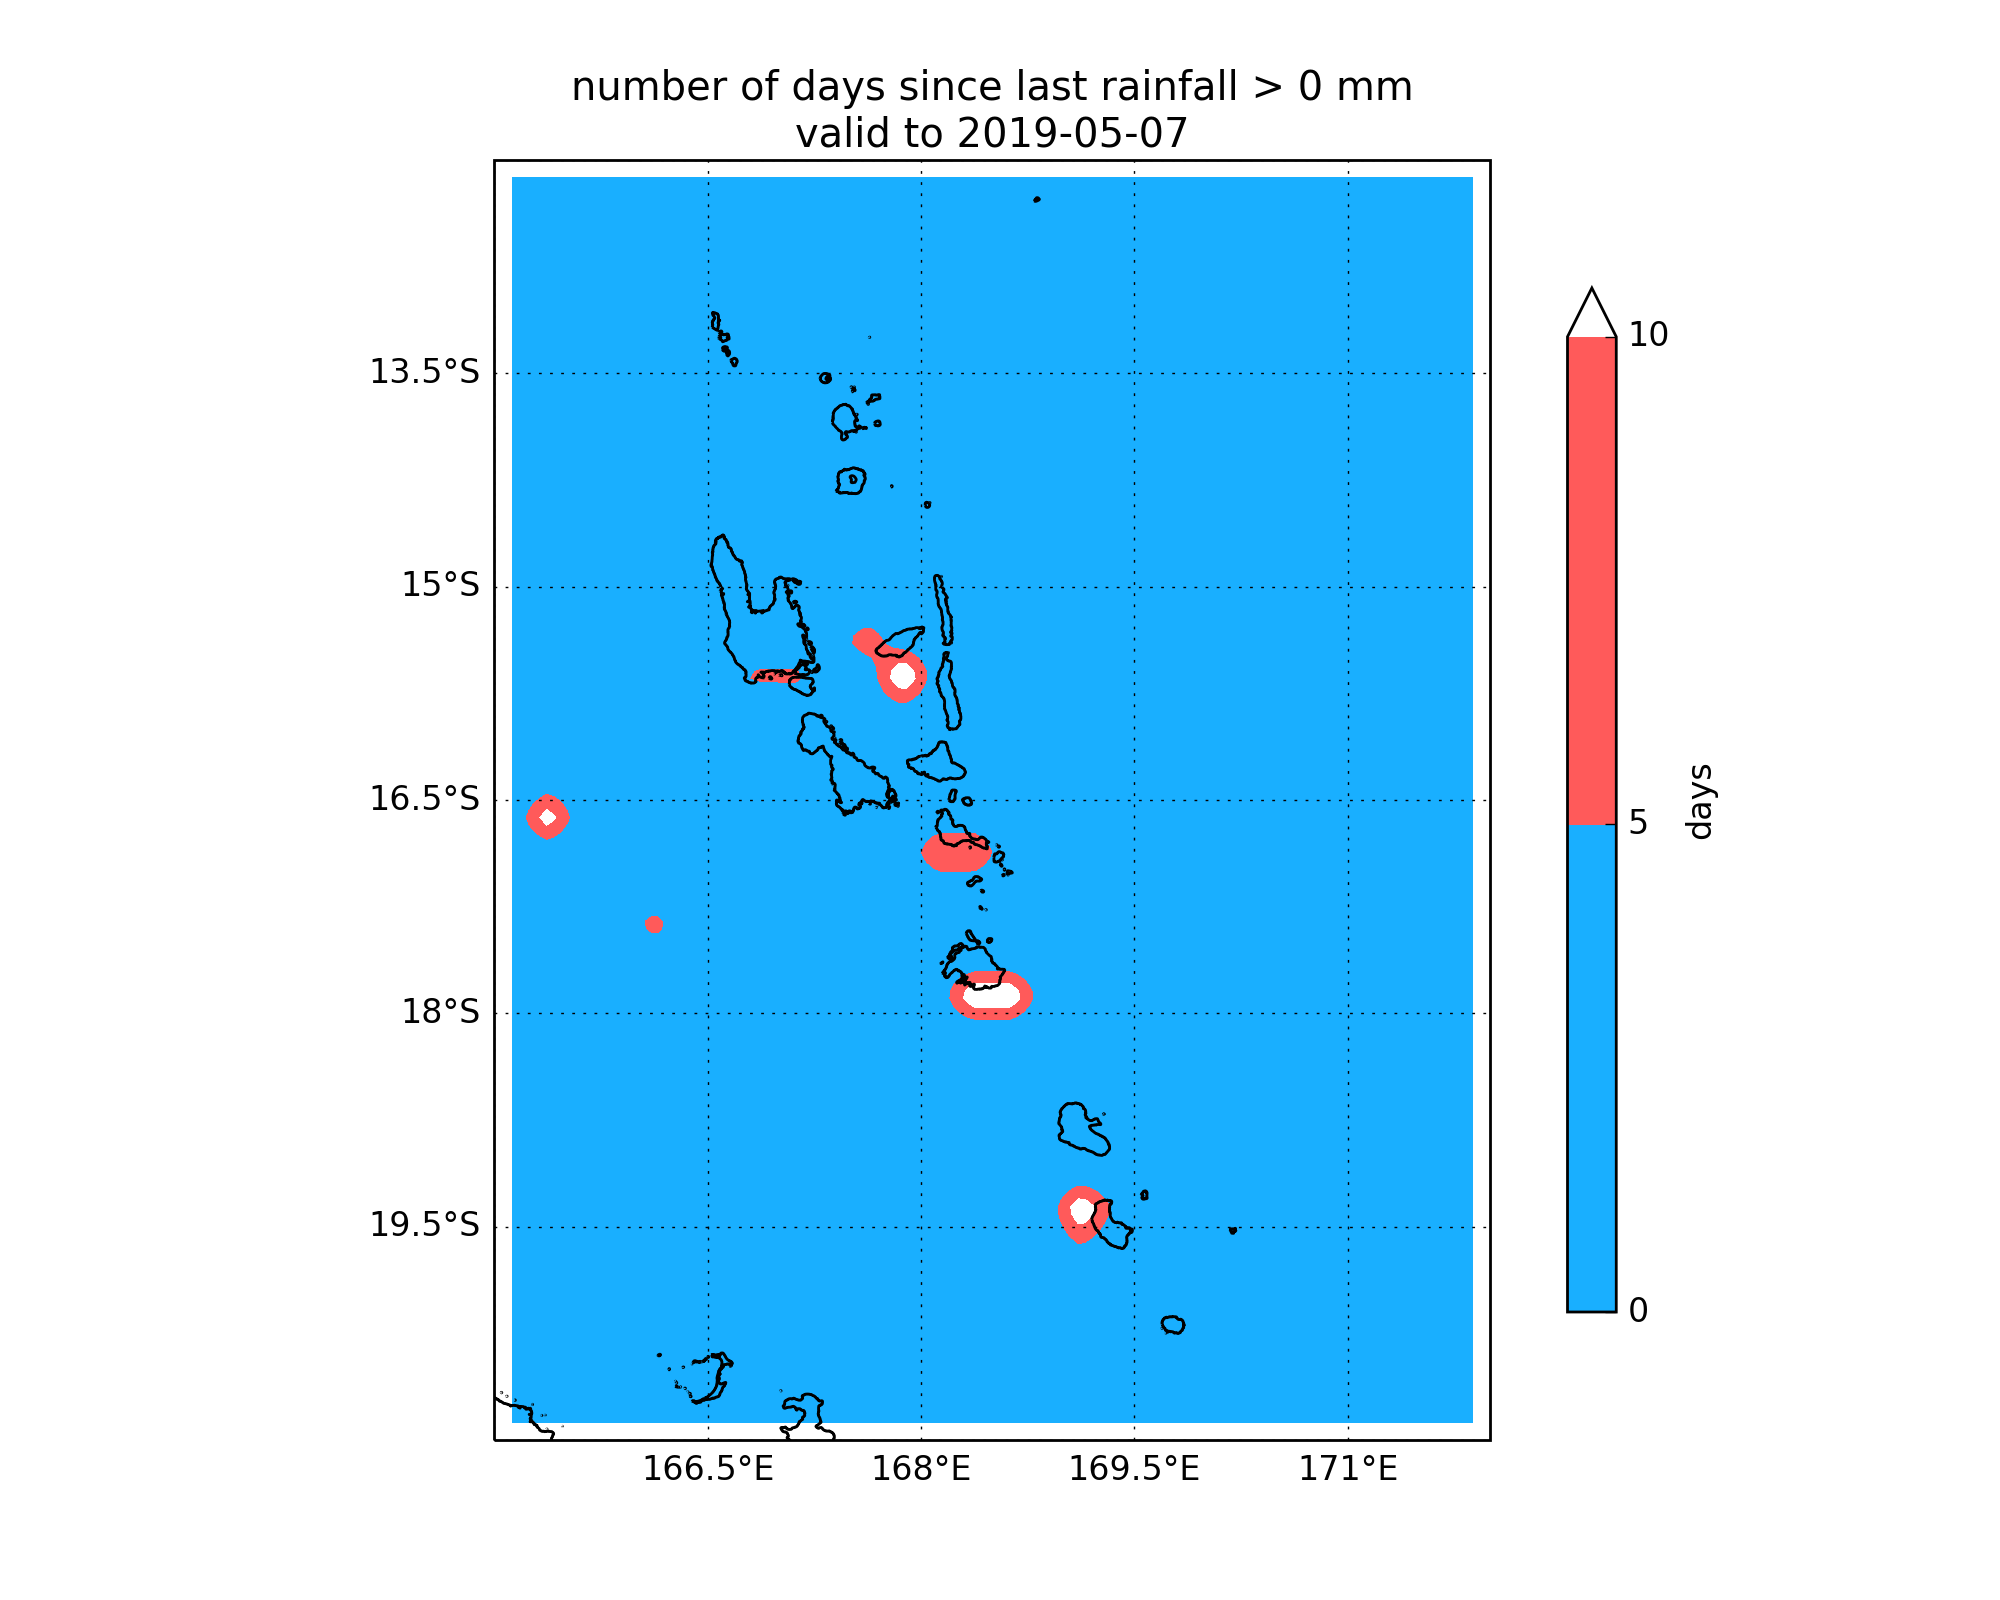 number of days since last rainfall > 0 mm
valid to 2019-05-07
13.5°S
15°S
16.5°S
18°S
19.5°S
166.5°E
168°E
169.5°E
171°E
10
5
0
days